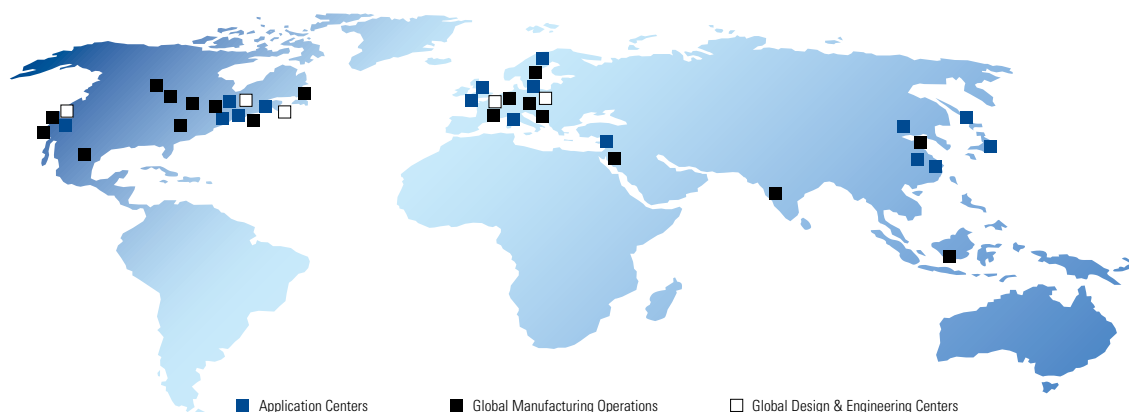 Application Centers
Global Manufacturing Operations
Global Design & Engineering Centers